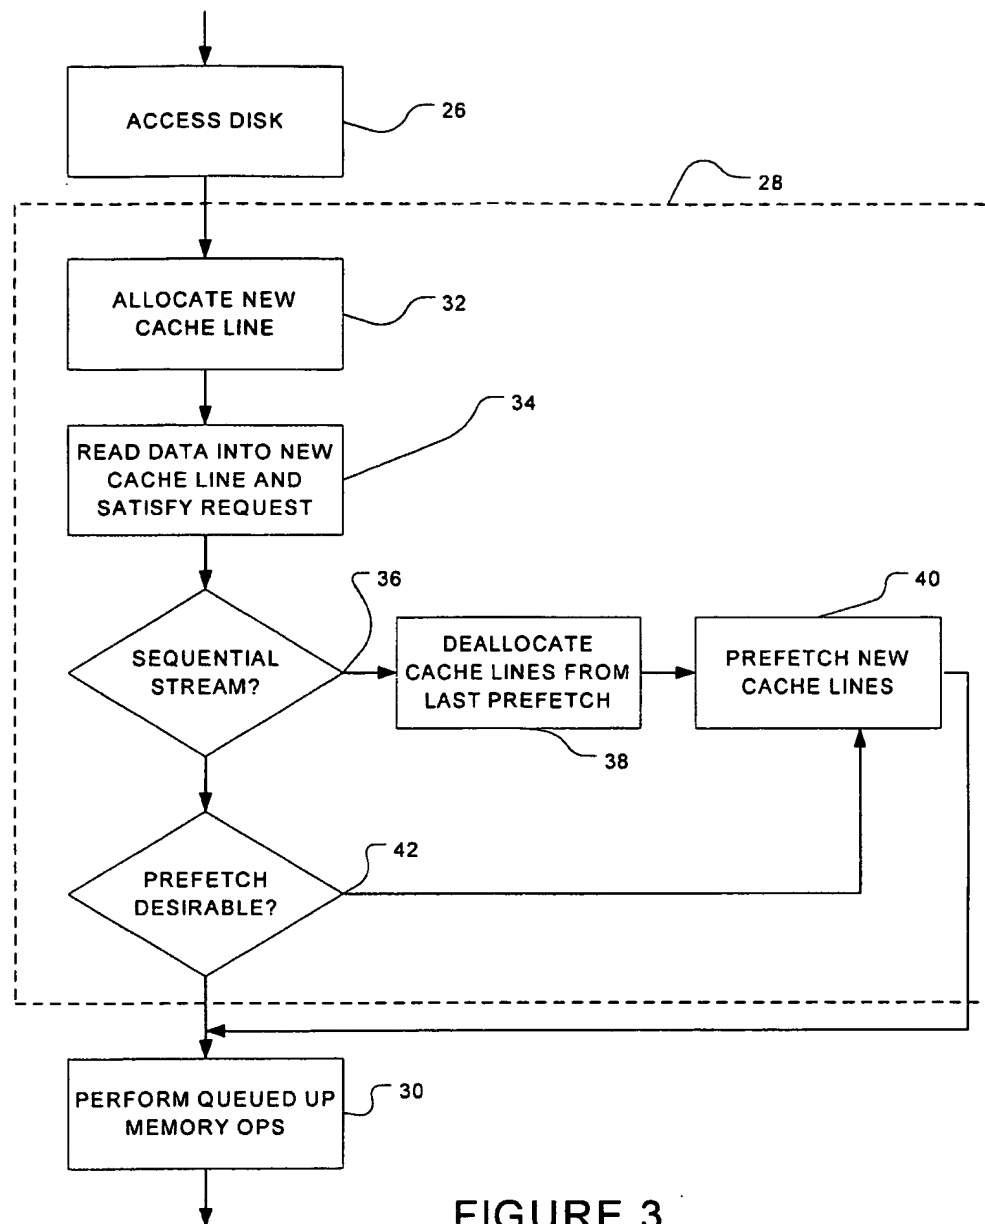 ACCESS DISK
26
28
ALLOCATE NEW
CACHE LINE
32
READ DATA INTO NEW
CACHE LINE AND
SATISFY REQUEST
34
SEQUENTIAL
STREAM?
36
DEALLOCATE
CACHE LINES FROM
LAST PREFETCH
38
PREFETCH NEW
CACHE LINES
40
PREFETCH
DESIRABLE?
42
PERFORM QUEUED UP
MEMORY OPS
30
FIGURE 3